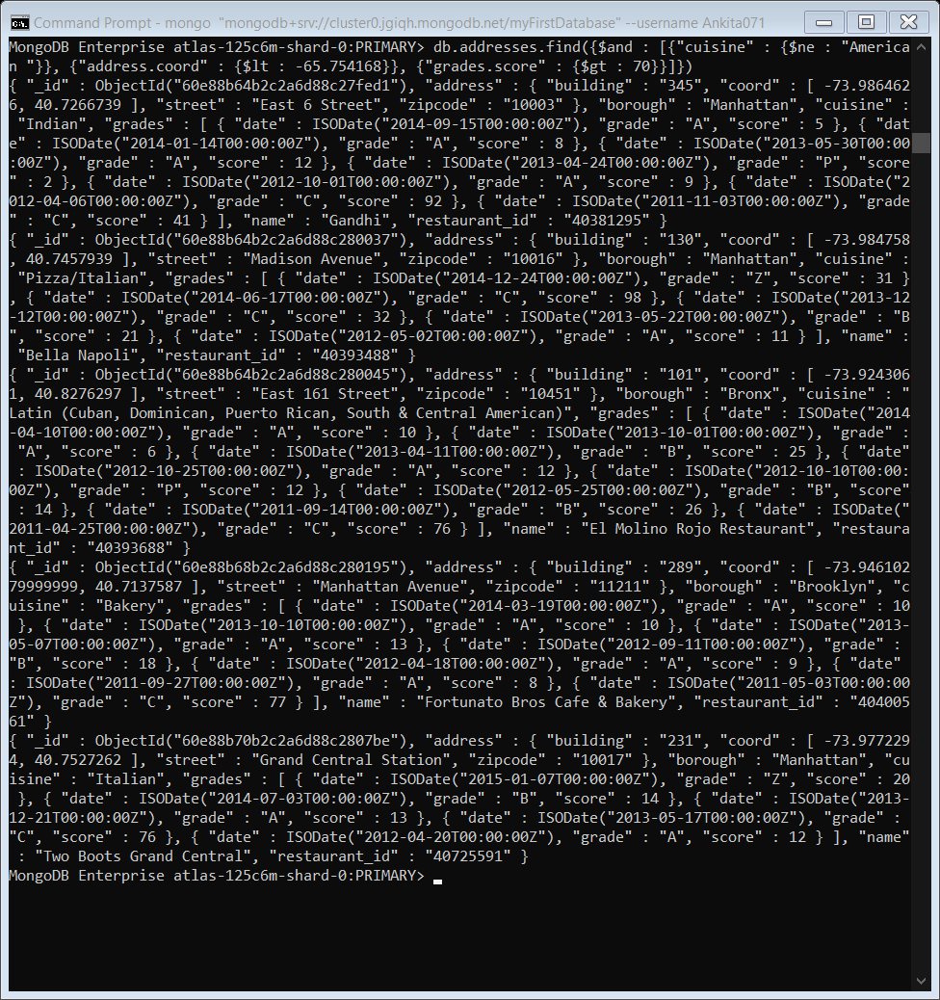 Command Prompt - mongo "mongodb+srv://cluster0.jgiqh.mongodb.net/myFirstDatabase" --username Ankita071
MongoDB Enterprise atlas-125c6m-shard-0:PRIMARY> db.addresses.find({$and : [{"cuisine" : {$ne : "America
n "}}, {"address.coord" : {$lt : -65.754168}}, {"grades.score" : {$gt : 70}}]})
{ "_id" : ObjectId("60e88b64b2c2a6d88c27fed1"), "address" : { "building" : "345", "coord" : [ -73.986462
6, 40.7266739 ], "street" : "East 6 Street", "zipcode" : "10003" }, "borough" : "Manhattan", "cuisine" :
"Indian", "grades" : [ { "date" : ISODate("2014-09-15T00:00:00Z"), "grade" : "A", "score" : 5 }, { "dat
e" : ISODate("2014-01-14T00:00:00Z"), "grade" : "A", "score" : 8 }, { "date" : ISODate("2013-05-30T00:00
:00Z"), "grade" : "A", "score" : 12 }, { "date" : ISODate("2013-04-24T00:00:00Z"), "grade" : "P", "score"
: 2 }, { "date" : ISODate("2012-10-01T00:00:00Z"), "grade" : "A", "score" : 9 }, { "date" : ISODate("2
012-04-06T00:00:00Z"), "grade" : "C", "score" : 92 }, { "date" : ISODate("2011-11-03T00:00:00Z"), "grade"
: "C", "score" : 41 } ], "name" : "Gandhi", "restaurant_id" : "40381295" }
{ "_id" : ObjectId("60e88b64b2c2a6d88c280037"), "address" : { "building" : "130", "coord" : [ -73.984758
, 40.7457939 ], "street" : "Madison Avenue", "zipcode" : "10016" }, "borough" : "Manhattan", "cuisine" :
"Pizza/Italian", "grades" : [ { "date" : ISODate("2014-12-24T00:00:00Z"), "grade" : "Z", "score" : 31 }
, { "date" : ISODate("2014-06-17T00:00:00Z"), "grade" : "C", "score" : 98 }, { "date" : ISODate("2013-12
-12T00:00:00Z"), "grade" : "C", "score" : 32 }, { "date" : ISODate("2013-05-22T00:00:00Z"), "grade" : "B
", "score" : 21 }, { "date" : ISODate("2012-05-02T00:00:00Z"), "grade" : "A", "score" : 11 } ], "name" :
"Bella Napoli", "restaurant_id" : "40393488" }
{ "_id" : ObjectId("60e88b64b2c2a6d88c280045"), "address" : { "building" : "101", "coord" : [ -73.924306
1, 40.8276297 ], "street" : "East 161 Street", "zipcode" : "10451" }, "borough" : "Bronx", "cuisine" : "
Latin (Cuban, Dominican, Puerto Rican, South & Central American)", "grades" : [ { "date" : ISODate("2014
-04-10T00:00:00Z"), "grade" : "A", "score" : 10 }, { "date" : ISODate("2013-10-01T00:00:00Z"), "grade" :
"A", "score" : 6 }, { "date" : ISODate("2013-04-11T00:00:00Z"), "grade" : "B", "score" : 25 }, { "date"
: ISODate("2012-10-25T00:00:00Z"), "grade" : "A", "score" : 12 }, { "date" : ISODate("2012-10-10T00:00:
00Z"), "grade" : "P", "score" : 12 }, { "date" : ISODate("2012-05-25T00:00:00Z"), "grade" : "B", "score"
: 14 }, { "date" : ISODate("2011-09-14T00:00:00Z"), "grade" : "B", "score" : 26 }, { "date" : ISODate("
2011-04-25T00:00:00Z"), "grade" : "C", "score" : 76 } ], "name" : "El Molino Rojo Restaurant", "restaura
nt_id" : "40393688" }
{ "_id" : ObjectId("60e88b68b2c2a6d88c280195"), "address" : { "building" : "289", "coord" : [ -73.946102
79999999, 40.7137587 ], "street" : "Manhattan Avenue", "zipcode" : "11211" }, "borough" : "Brooklyn", "c
uisine" : "Bakery", "grades" : [ { "date" : ISODate("2014-03-19T00:00:00Z"), "grade" : "A", "score" : 10
}, { "date" : ISODate("2013-10-10T00:00:00Z"), "grade" : "A", "score" : 10 }, { "date" : ISODate("2013-
05-07T00:00:00Z"), "grade" : "A", "score" : 13 }, { "date" : ISODate("2012-09-11T00:00:00Z"), "grade" :
"B", "score" : 18 }, { "date" : ISODate("2012-04-18T00:00:00Z"), "grade" : "A", "score" : 9 }, { "date"
: ISODate("2011-09-27T00:00:00Z"), "grade" : "A", "score" : 8 }, { "date" : ISODate("2011-05-03T00:00:00
Z"), "grade" : "C", "score" : 77 } ], "name" : "Fortunato Bros Cafe & Bakery", "restaurant_id" : "404005
61" }
{ "_id" : ObjectId("60e88b70b2c2a6d88c2807be"), "address" : { "building" : "231", "coord" : [ -73.977229
4, 40.7527262 ], "street" : "Grand Central Station", "zipcode" : "10017" }, "borough" : "Manhattan", "cu
isine" : "Italian", "grades" : [ { "date" : ISODate("2015-01-07T00:00:00Z"), "grade" : "Z", "score" : 20
}, { "date" : ISODate("2014-07-03T00:00:00Z"), "grade" : "B", "score" : 14 }, { "date" : ISODate("2013-
12-21T00:00:00Z"), "grade" : "A", "score" : 13 }, { "date" : ISODate("2013-05-17T00:00:00Z"), "grade" :
"C", "score" : 76 }, { "date" : ISODate("2012-04-20T00:00:00Z"), "grade" : "A", "score" : 12 } ], "name"
: "Two Boots Grand Central", "restaurant_id" : "40725591" }
MongoDB Enterprise atlas-125c6m-shard-0:PRIMARY>